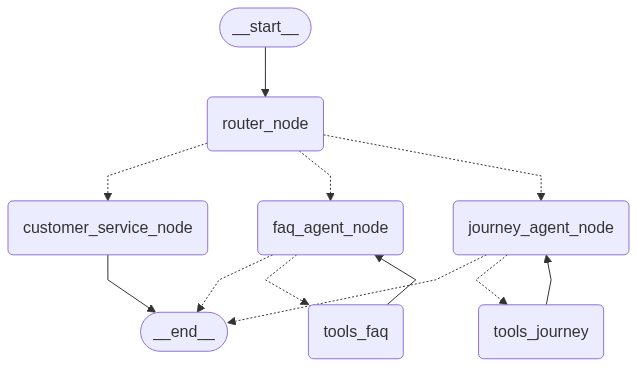 __start__
router_node
customer_service_node
faq_agent_node
journey_agent_node
__end__
tools_faq
tools_journey